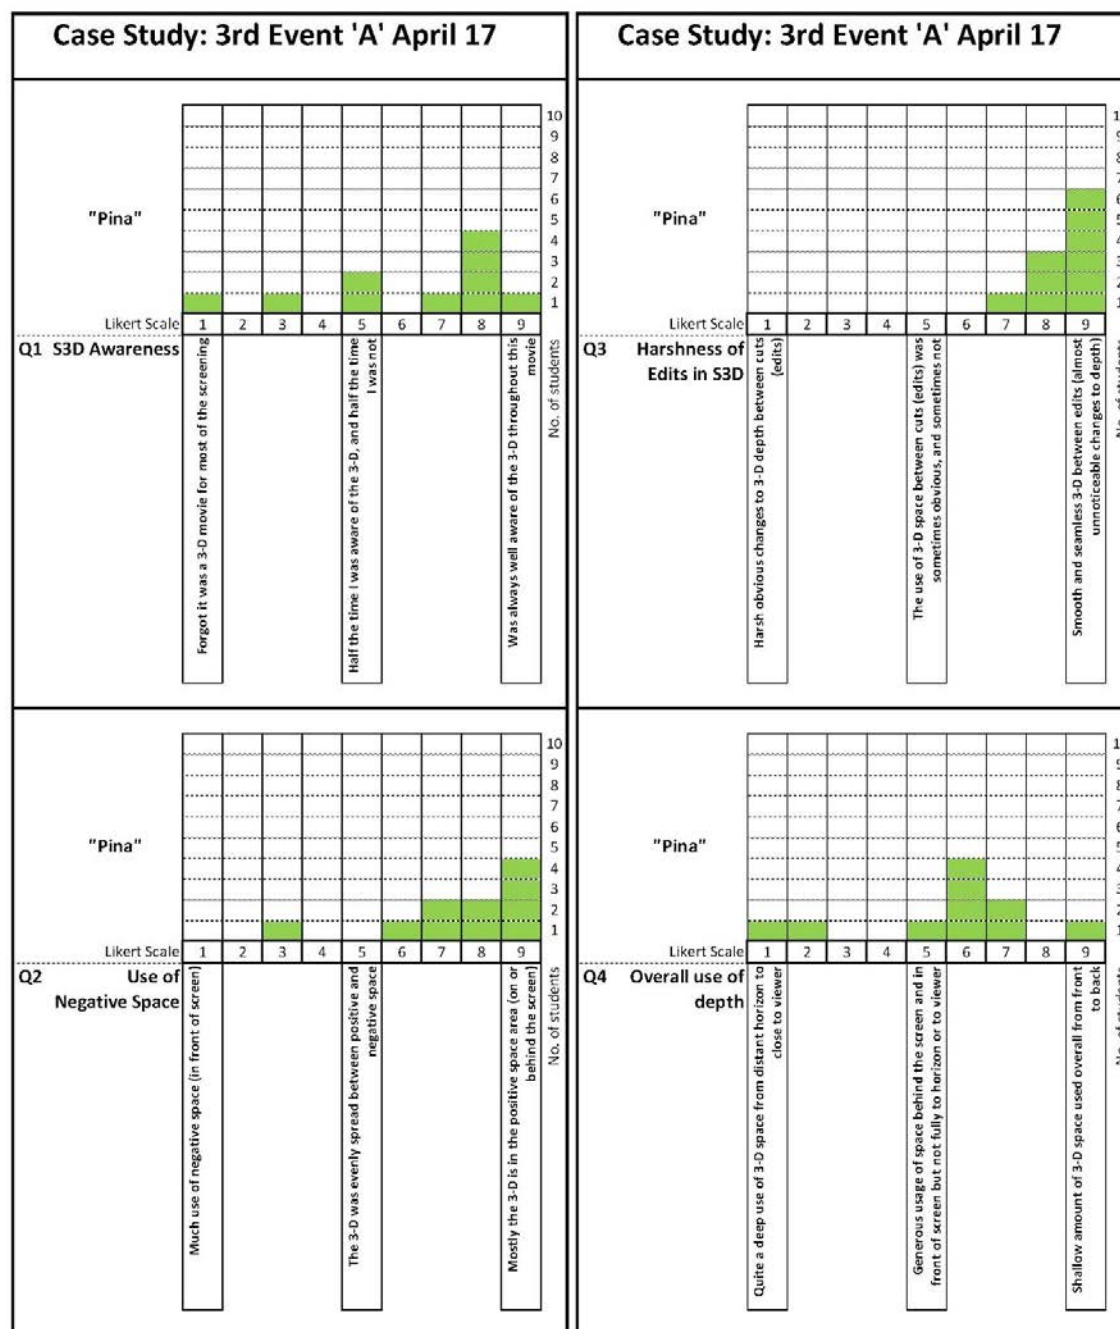 Case Study: 3rd Event 'A' April 17
10
9
8
7
6
5
4
3
2
1
"Pina"
Likert Scale
1 2 3 4 5 6 7 8 9
Q1 S3D Awareness
Forgot it was a 3-D movie for most of the screening
Half the time I was aware of the 3-D, and half the time
I was not
Was always well aware of the 3-D throughout this
movie
No. of students
10
9
8
7
6
5
4
3
2
1
"Pina"
Likert Scale
1 2 3 4 5 6 7 8 9
Q2 Use of
Negative Space
Much use of negative space (in front of screen)
The 3-D was evenly spread between positive and
negative space
Mostly the 3-D is in the positive space area (on or
behind the screen)
No. of students
Case Study: 3rd Event 'A' April 17
"Pina"
Likert Scale
1 2 3 4 5 6 7 8 9
Q3 Harshness of
Edits in S3D
Harsh obvious changes to 3-D depth between cuts
(edits)
The use of 3-D space between cuts (edits) was
sometimes obvious, and sometimes not
Smooth and seamless 3-D between edits (almost
unnoticeable changes to depth)
"Pina"
Likert Scale
1 2 3 4 5 6 7 8 9
Q4 Overall use of
depth
Quite a deep use of 3-D space from distant horizon to
close to viewer
Generous usage of space behind the screen and in
front of screen but not fully to horizon or to viewer
Shallow amount of 3-D space used overall from front
to back